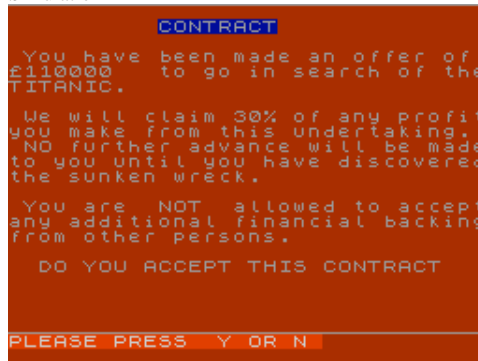 CONTRACT
You have been made an offer of
£110000 to go in search of the
TITANIC.
We will claim 30% of any profit
you make from this undertaking.
NO further advance will be made
to you until you have discovered
the sunken wreck.
You are NOT allowed to accept
any additional financial backing
from other persons.
DO YOU ACCEPT THIS CONTRACT
PLEASE PRESS Y OR N